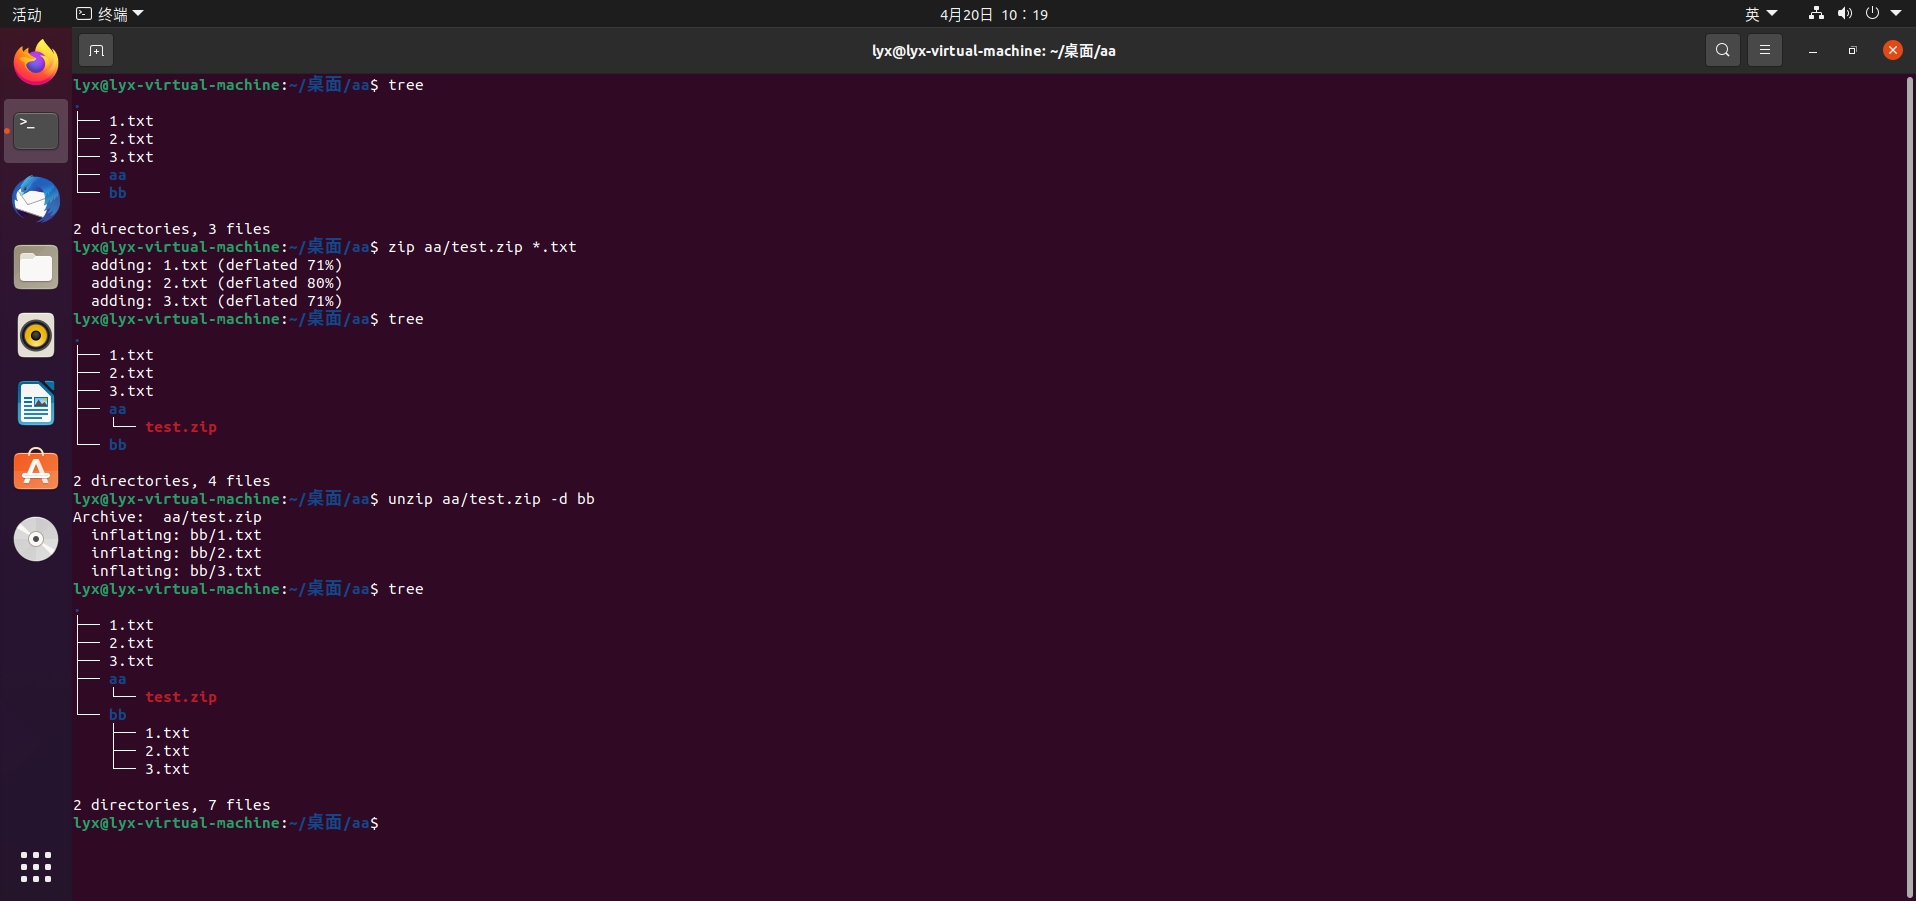 活动 终端 4月20日 10：19 英
lyx@lyx-virtual-machine: ~/桌面/aa
lyx@lyx-virtual-machine:~/桌面/aa$ tree
.
├── 1.txt
├── 2.txt
├── 3.txt
├── aa
└── bb
2 directories, 3 files
lyx@lyx-virtual-machine:~/桌面/aa$ zip aa/test.zip *.txt
  adding: 1.txt (deflated 71%)
  adding: 2.txt (deflated 80%)
  adding: 3.txt (deflated 71%)
lyx@lyx-virtual-machine:~/桌面/aa$ tree
.
├── 1.txt
├── 2.txt
├── 3.txt
├── aa
│   └── test.zip
└── bb
2 directories, 4 files
lyx@lyx-virtual-machine:~/桌面/aa$ unzip aa/test.zip -d bb
Archive:  aa/test.zip
  inflating: bb/1.txt
  inflating: bb/2.txt
  inflating: bb/3.txt
lyx@lyx-virtual-machine:~/桌面/aa$ tree
.
├── 1.txt
├── 2.txt
├── 3.txt
├── aa
│   └── test.zip
└── bb
    ├── 1.txt
    ├── 2.txt
    └── 3.txt
2 directories, 7 files
lyx@lyx-virtual-machine:~/桌面/aa$